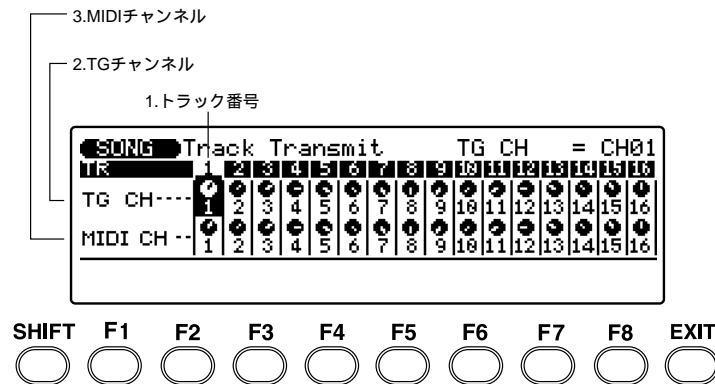 3.MIDIチャンネル
2.TGチャンネル
1.トラック番号
SONG Track Transmit TG CH = CH01
TR 1 2 3 4 5 6 7 8 9 10 11 12 13 14 15 16
TG CH---- 1 2 3 4 5 6 7 8 9 10 11 12 13 14 15 16
MIDI CH -- 1 2 3 4 5 6 7 8 9 10 11 12 13 14 15 16
SHIFT F1 F2 F3 F4 F5 F6 F7 F8 EXIT